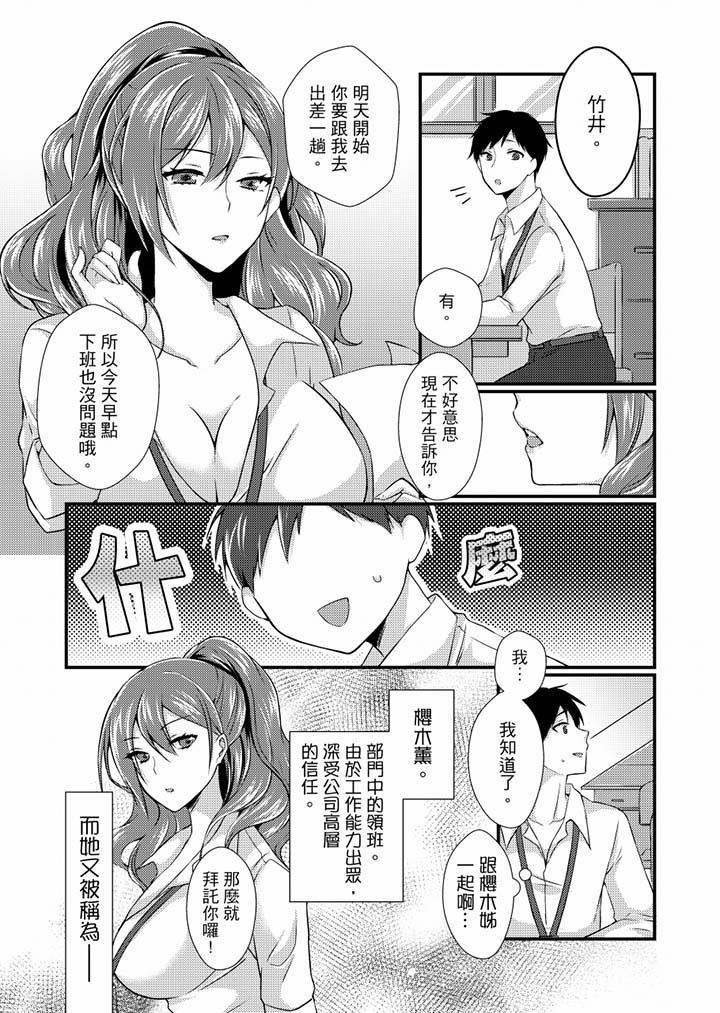 竹井。
有。
不好意思
現在才告訴你，
明天開始
你要跟我去
出差一趟。
所以今天早點
下班也沒問題哦。
什麼
我…
我知道了。
跟櫻木姊
一起啊…
櫻木薰。
部門中的領班。
由於工作能力出眾，
深受公司高層
的信任。
那麼就
拜託你囉！
而她又被稱為——